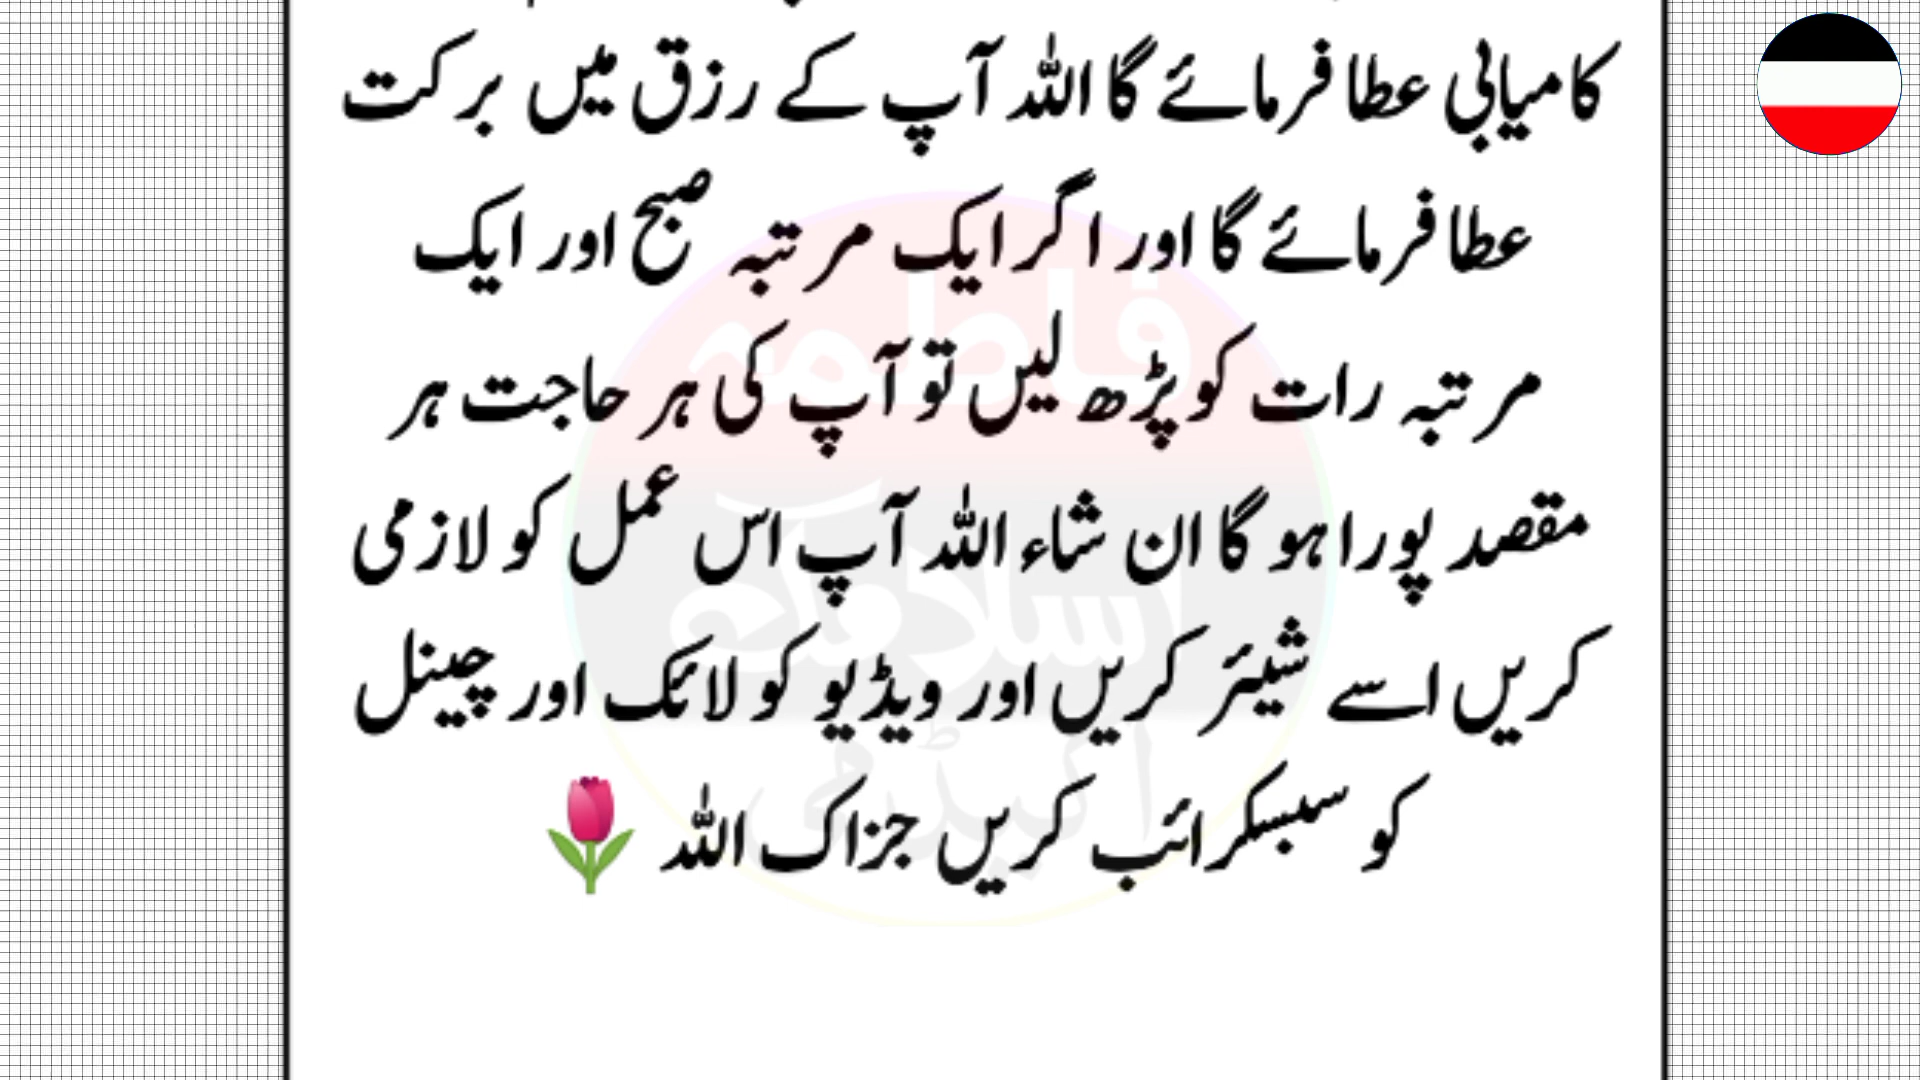 کامیابی عطا فرمائے گا اللہ آپ کے رزق میں برکت
عطا فرمائے گا اور اگر ایک مرتبہ صبح اور ایک
مرتبہ رات کو پڑھ لیں تو آپ کی ہر حاجت ہر
مقصد پورا ہو گا ان شاء اللہ آپ اس عمل کو لازمی
کریں اسے شیئر کریں اور ویڈیو کو لائک اور چینل
کو سبسکرائب کریں جزاک اللہ 🌷
فاطمہ
اسلامک
اکیڈمی